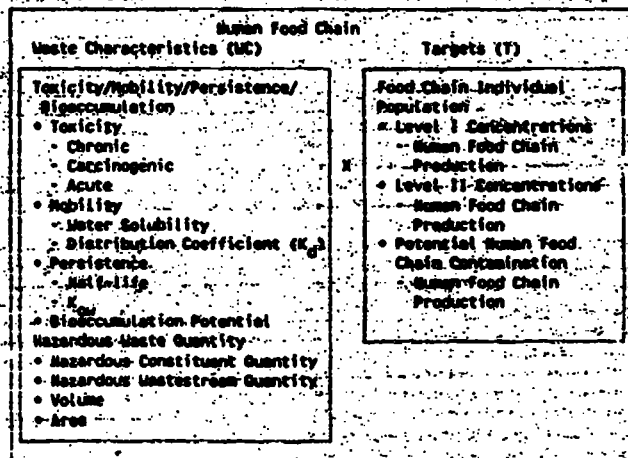 Human Food Chain
Waste Characteristics (WC)
Toxicity/Mobility/Persistence/
Bioaccumulation
• Toxicity
- Chronic
- Carcinogenic
- Acute
• Mobility
- Water Solubility
- Distribution Coefficient (Kd)
• Persistence
- Half-life
- Kow
• Bioaccumulation Potential
Hazardous Waste Quantity
• Hazardous Constituent Quantity
• Hazardous Wastestream Quantity
• Volume
• Area
X
Targets (T)
Food Chain Individual
Population
• Level I Concentrations
- Human Food Chain
Production
• Level II Concentrations
- Human Food Chain
Production
• Potential Human Food
Chain Contamination
- Human Food Chain
Production